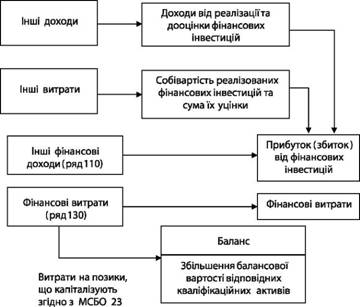 Інші доходи
Доходи від реалізації та
дооцінки фінансових
інвестицій
Інші витрати
Собівартість реалізованих
фінансових інвестицій та
сума їх уцінки
Інші фінансові
доходи (ряд 110)
Прибуток (збиток)
від фінансових
інвестицій
Фінансові витрати
(ряд 130)
Фінансові витрати
Баланс
Збільшення балансової
вартості відповідних
кваліфікаційних активів
Витрати на позики,
що капіталізують
згідно з МСБО 23